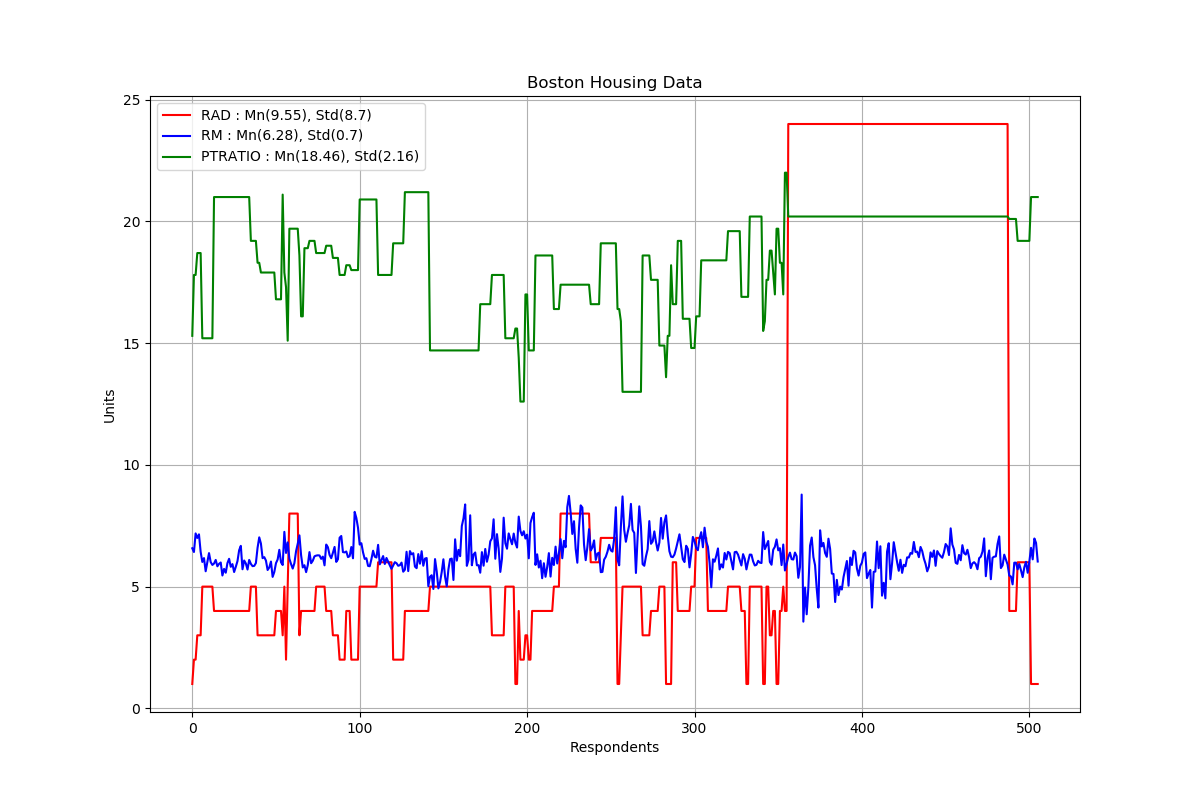 Boston Housing Data
25
RAD : Mn(9.55), Std(8.7)
RM : Mn(6.28), Std(0.7)
PTRATIO : Mn(18.46), Std(2.16)
20
15
Units
10
5
0
0 100 200 300 400 500
Respondents